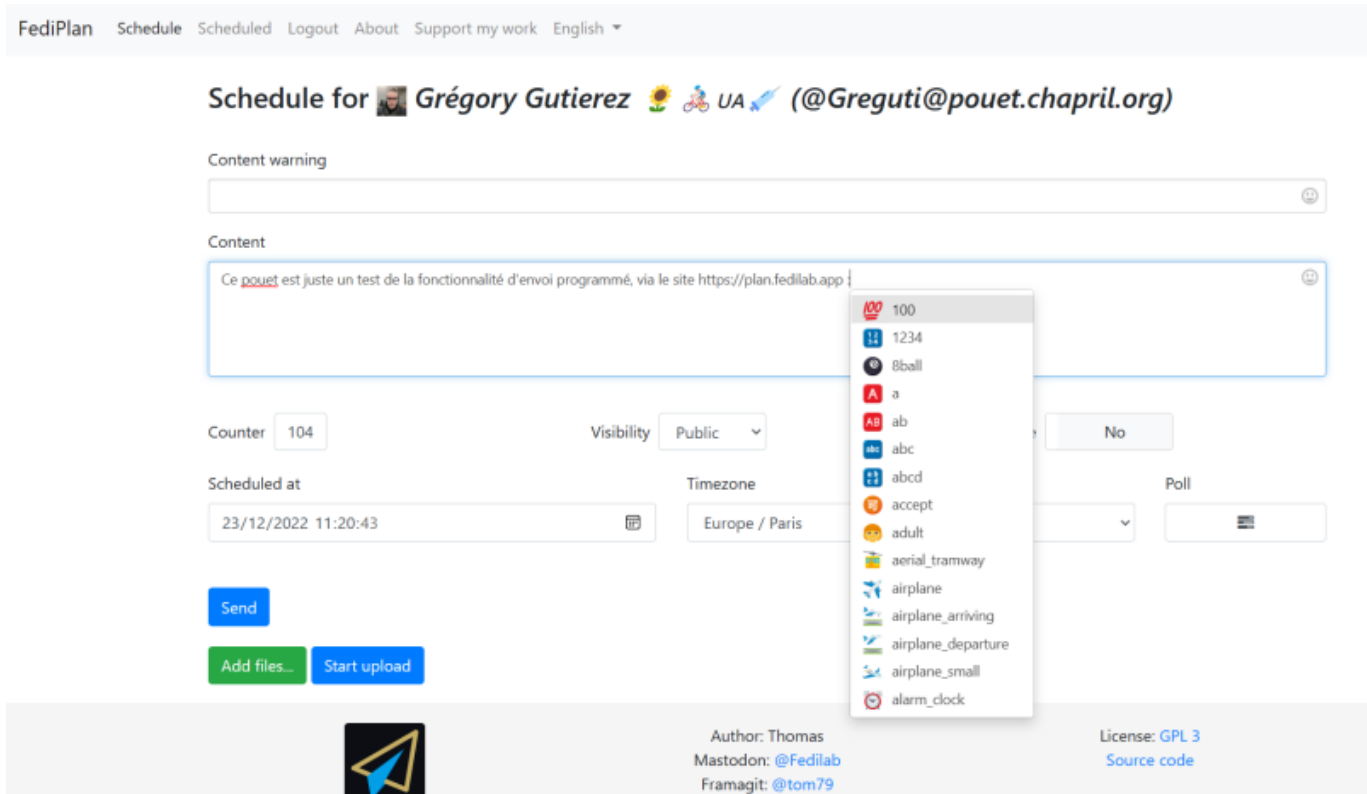 FediPlan Schedule Scheduled Logout About Support my work English
Schedule for Grégory Gutierez 🌻 🚴 UA 💉 (@Greguti@pouet.chapril.org)
Content warning
Content
Ce pouet est juste un test de la fonctionnalité d'envoi programmé, via le site https://plan.fedilab.app :
100
1234
8ball
a
ab
abc
abcd
accept
adult
aerial_tramway
airplane
airplane_arriving
airplane_departure
airplane_small
alarm_clock
Counter 104 Visibility Public No
Scheduled at Timezone Poll
23/12/2022 11:20:43 Europe / Paris
Send
Add files... Start upload
Author: Thomas License: GPL 3
Mastodon: @Fedilab Source code
Framagit: @tom79